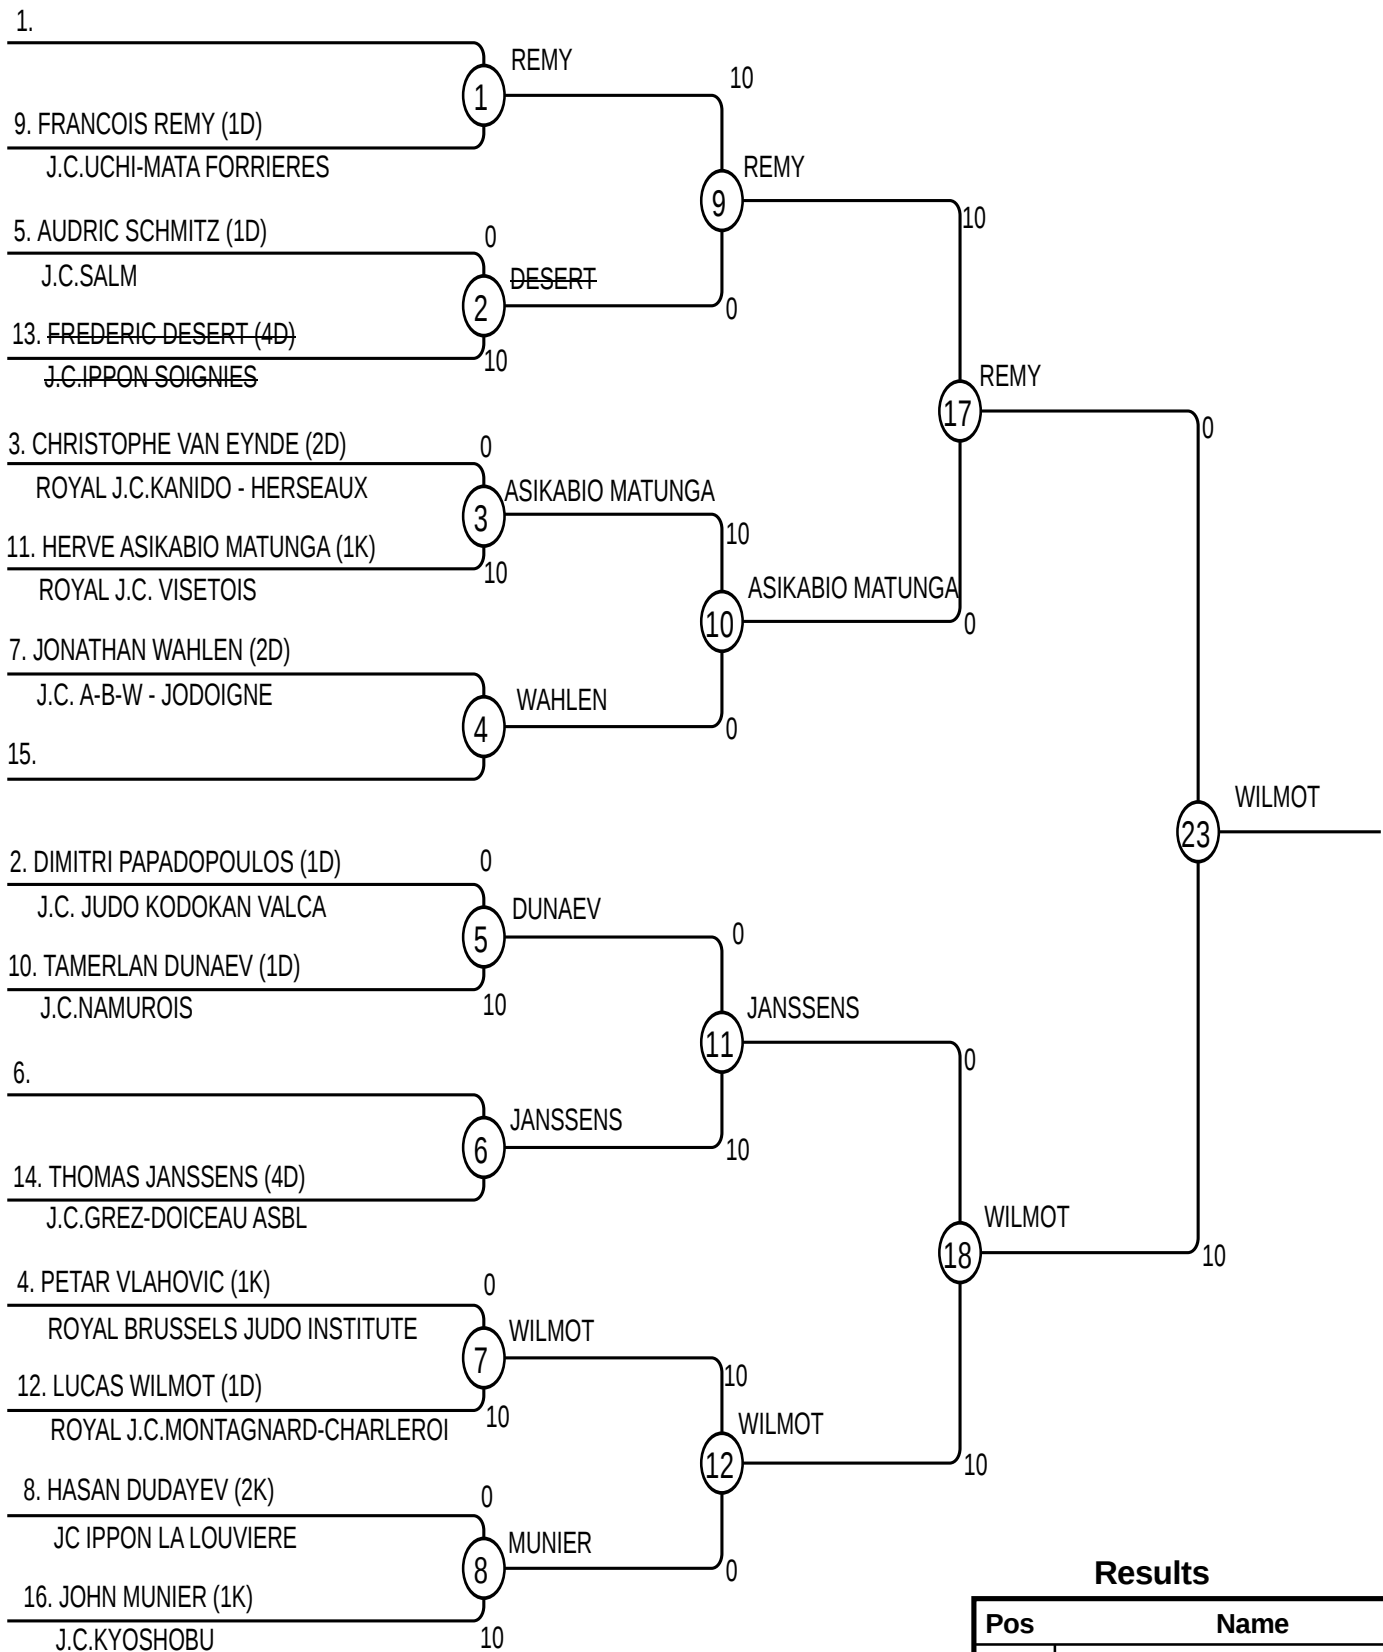 1.
REMY
10
1
9. FRANCOIS REMY (1D)
J.C.UCHI-MATA FORRIERES
REMY
9
10
5. AUDRIC SCHMITZ (1D)
0
J.C.SALM
DESERT
2
0
13. FREDERIC DESERT (4D)
10
J.C.IPPON SOIGNIES
REMY
17
0
3. CHRISTOPHE VAN EYNDE (2D)
0
ROYAL J.C.KANIDO - HERSEAUX
ASIKABIO MATUNGA
3
10
11. HERVE ASIKABIO MATUNGA (1K)
10
ROYAL J.C. VISETOIS
ASIKABIO MATUNGA
10
0
7. JONATHAN WAHLEN (2D)
J.C. A-B-W - JODOIGNE
WAHLEN
4
0
15.
WILMOT
23
2. DIMITRI PAPADOPOULOS (1D)
0
J.C. JUDO KODOKAN VALCA
DUNAEV
5
0
10. TAMERLAN DUNAEV (1D)
J.C.NAMUROIS
10
JANSSENS
11
0
6.
JANSSENS
6
10
14. THOMAS JANSSENS (4D)
J.C.GREZ-DOICEAU ASBL
WILMOT
18
10
4. PETAR VLAHOVIC (1K)
0
ROYAL BRUSSELS JUDO INSTITUTE
WILMOT
7
10
12. LUCAS WILMOT (1D)
10
ROYAL J.C.MONTAGNARD-CHARLEROI
WILMOT
12
10
8. HASAN DUDAYEV (2K)
0
JC IPPON LA LOUVIERE
MUNIER
8
0
16. JOHN MUNIER (1K)
10
J.C.KYOSHOBU
Results
Pos Name